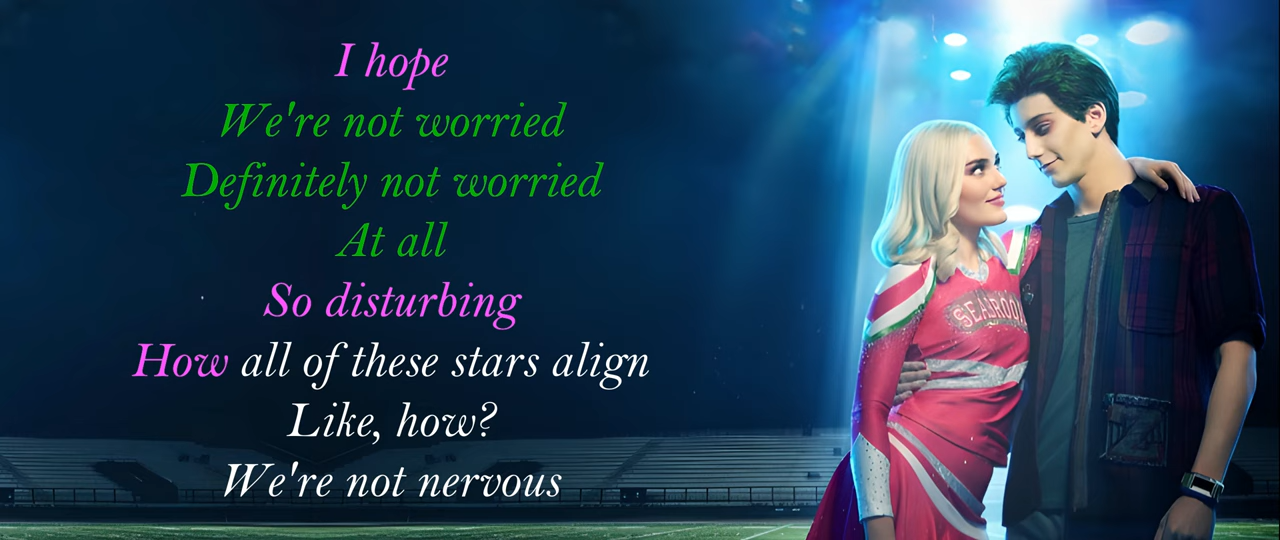 I hope
We're not worried
Definitely not worried
At all
So disturbing
How all of these stars align
Like, how?
We're not nervous
SEABROOK